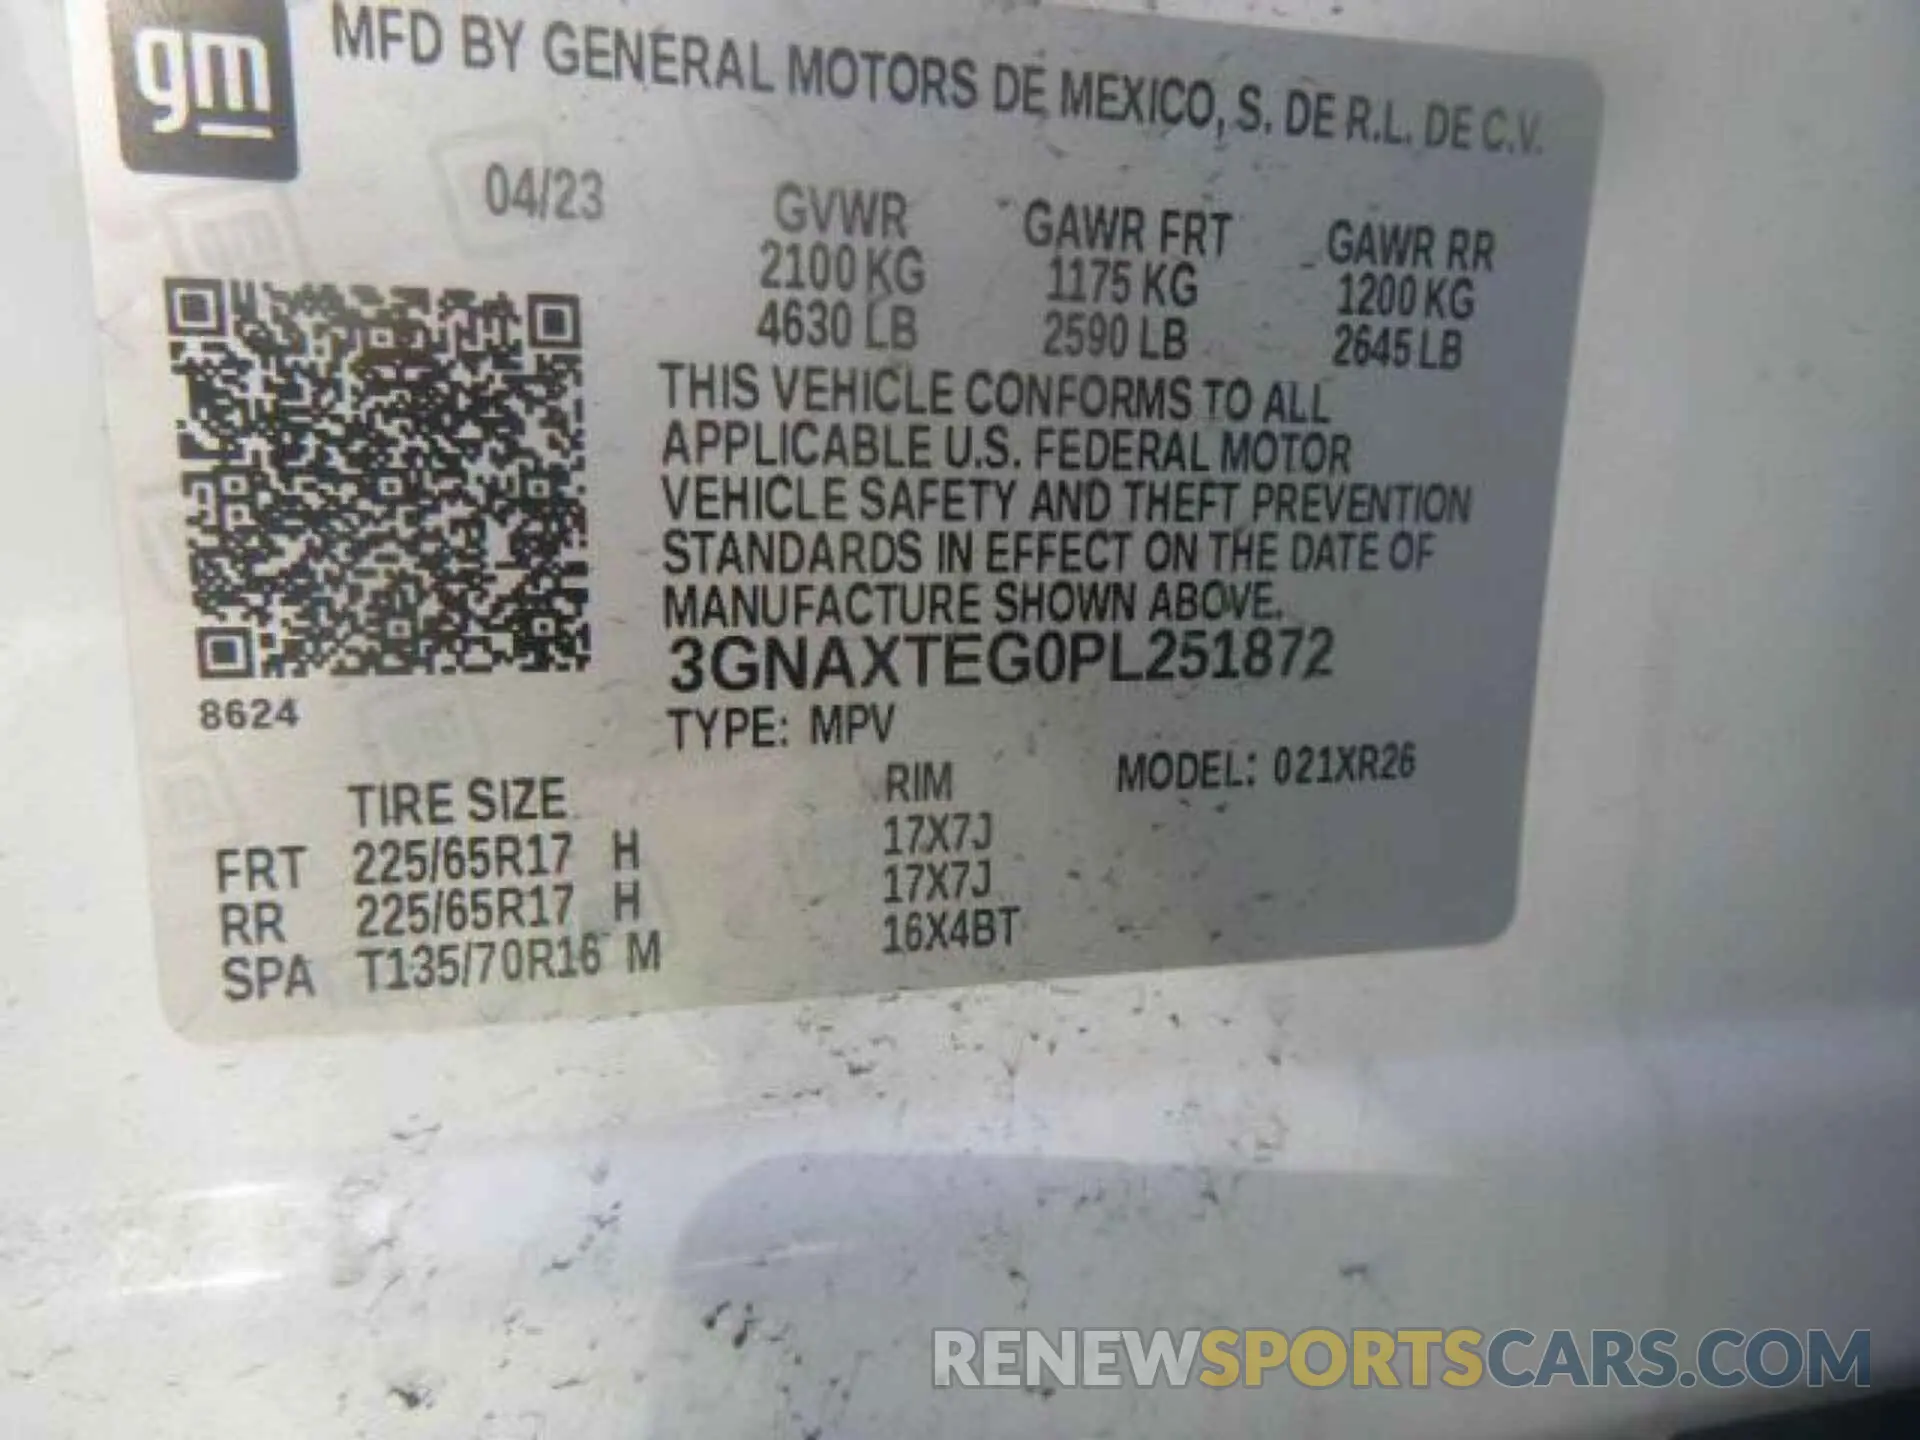 gm
MFD BY GENERAL MOTORS DE MEXICO, S. DE R.L. DE C.V.
04/23
GVWR GAWR FRT GAWR RR
2100 KG 1175 KG 1200 KG
4630 LB 2590 LB 2645 LB
THIS VEHICLE CONFORMS TO ALL
APPLICABLE U.S. FEDERAL MOTOR
VEHICLE SAFETY AND THEFT PREVENTION
STANDARDS IN EFFECT ON THE DATE OF
MANUFACTURE SHOWN ABOVE.
3GNAXTEG0PL251872
8624
TYPE: MPV
MODEL: 021XR26
TIRE SIZE RIM
FRT 225/65R17 H 17X7J
RR 225/65R17 H 17X7J
SPA T135/70R16 M 16X4BT
RENEWSPORTSCARS.COM